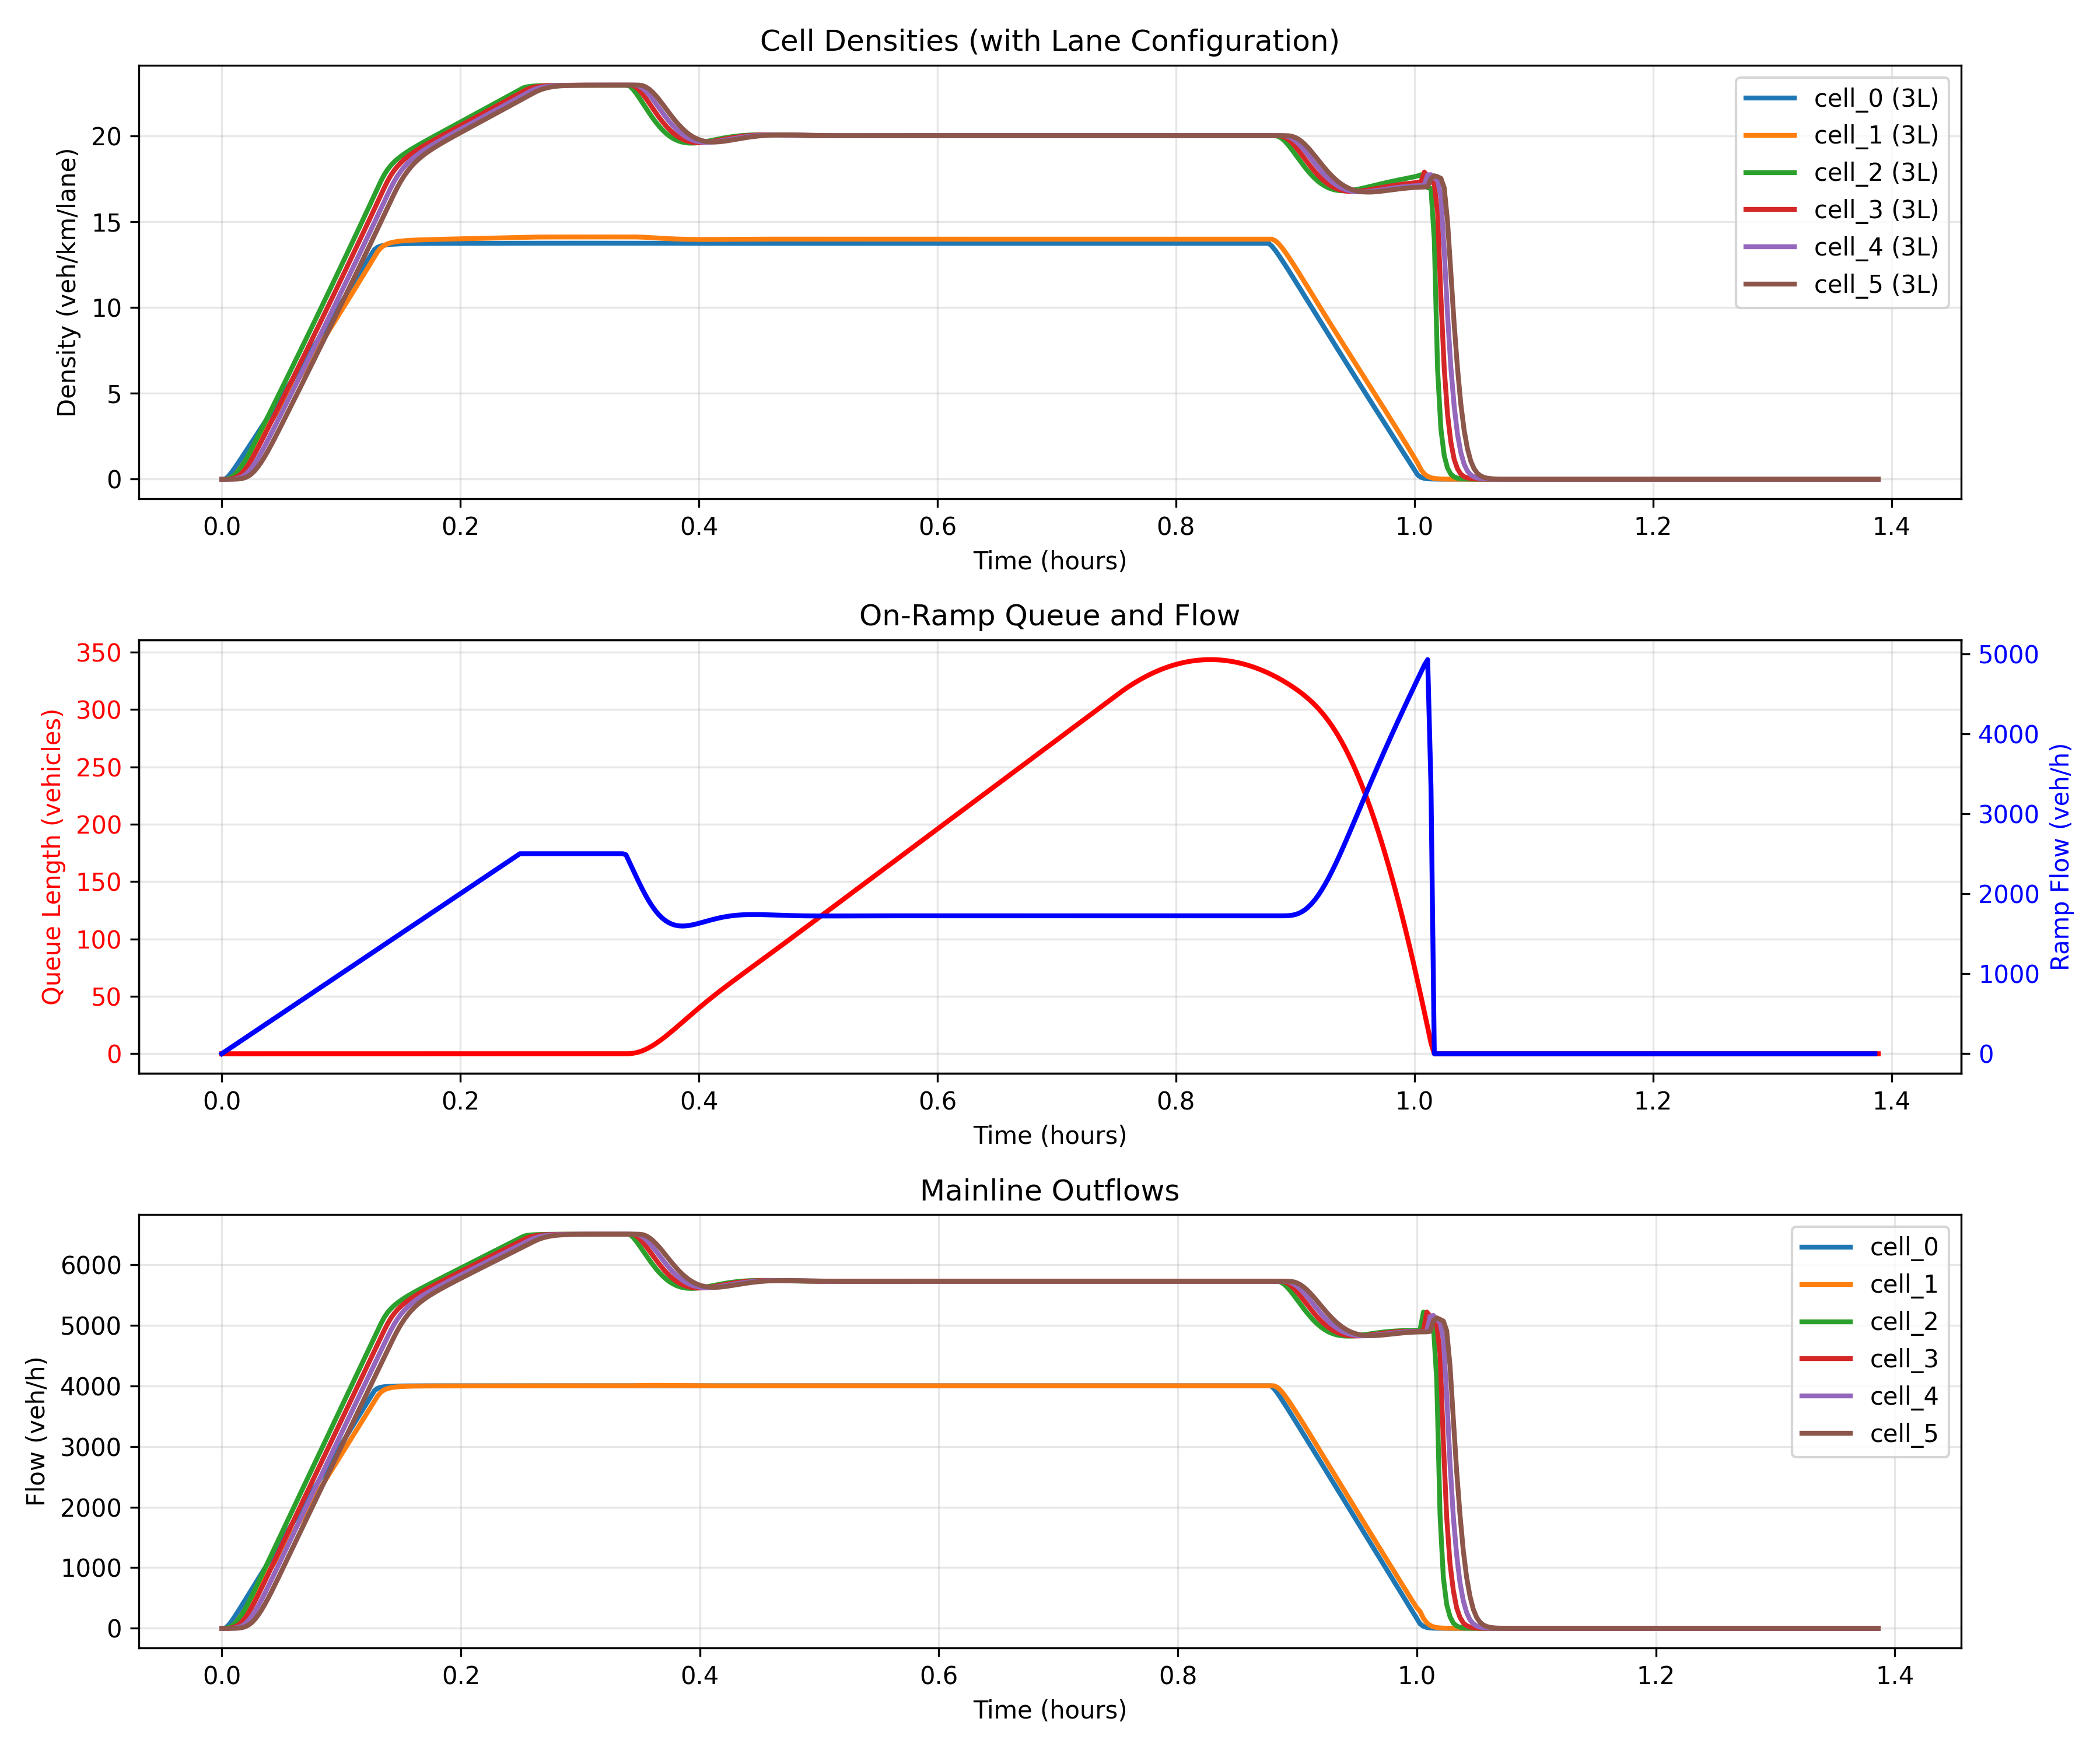 Cell Densities (with Lane Configuration)
Density (veh/km/lane)
20
15
10
5
0
cell_0 (3L)
cell_1 (3L)
cell_2 (3L)
cell_3 (3L)
cell_4 (3L)
cell_5 (3L)
0.0 0.2 0.4 0.6 0.8 1.0 1.2 1.4
Time (hours)
On-Ramp Queue and Flow
Queue Length (vehicles)
350
300
250
200
150
100
50
0
5000
4000
3000
2000
1000
0
Ramp Flow (veh/h)
0.0 0.2 0.4 0.6 0.8 1.0 1.2 1.4
Time (hours)
Mainline Outflows
Flow (veh/h)
6000
5000
4000
3000
2000
1000
0
cell_0
cell_1
cell_2
cell_3
cell_4
cell_5
0.0 0.2 0.4 0.6 0.8 1.0 1.2 1.4
Time (hours)